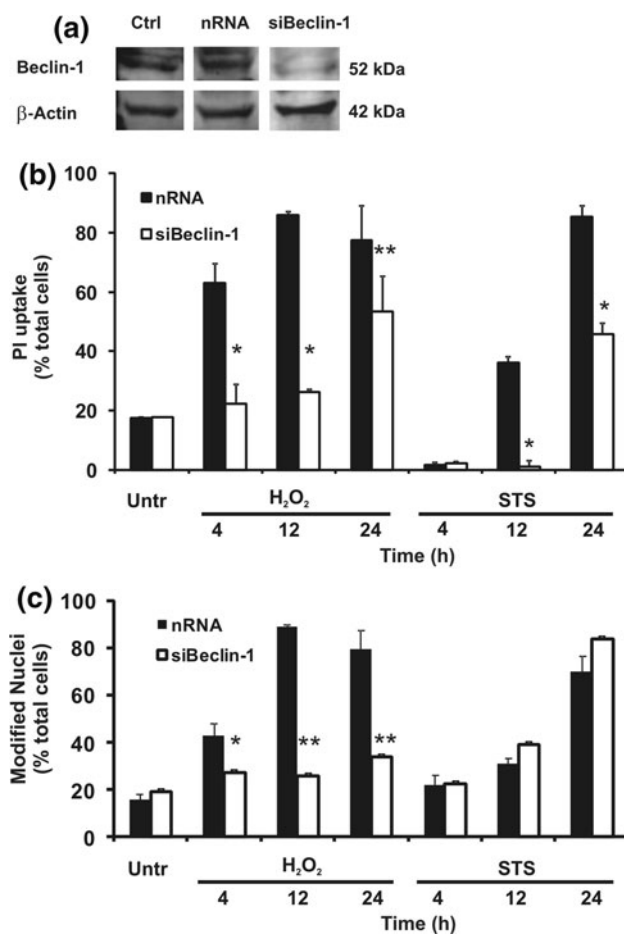 (a)
Ctrl nRNA siBeclin-1
Beclin-1 52 kDa
β-Actin 42 kDa
(b)
100
80
60
40
20
0
PI uptake
(% total cells)
nRNA
siBeclin-1
* * ** * *
Untr H₂O₂ STS
4 12 24 4 12 24
Time (h)
(c)
100
80
60
40
20
0
Modified Nuclei
(% total cells)
nRNA
siBeclin-1
* ** **
Untr H₂O₂ STS
4 12 24 4 12 24
Time (h)